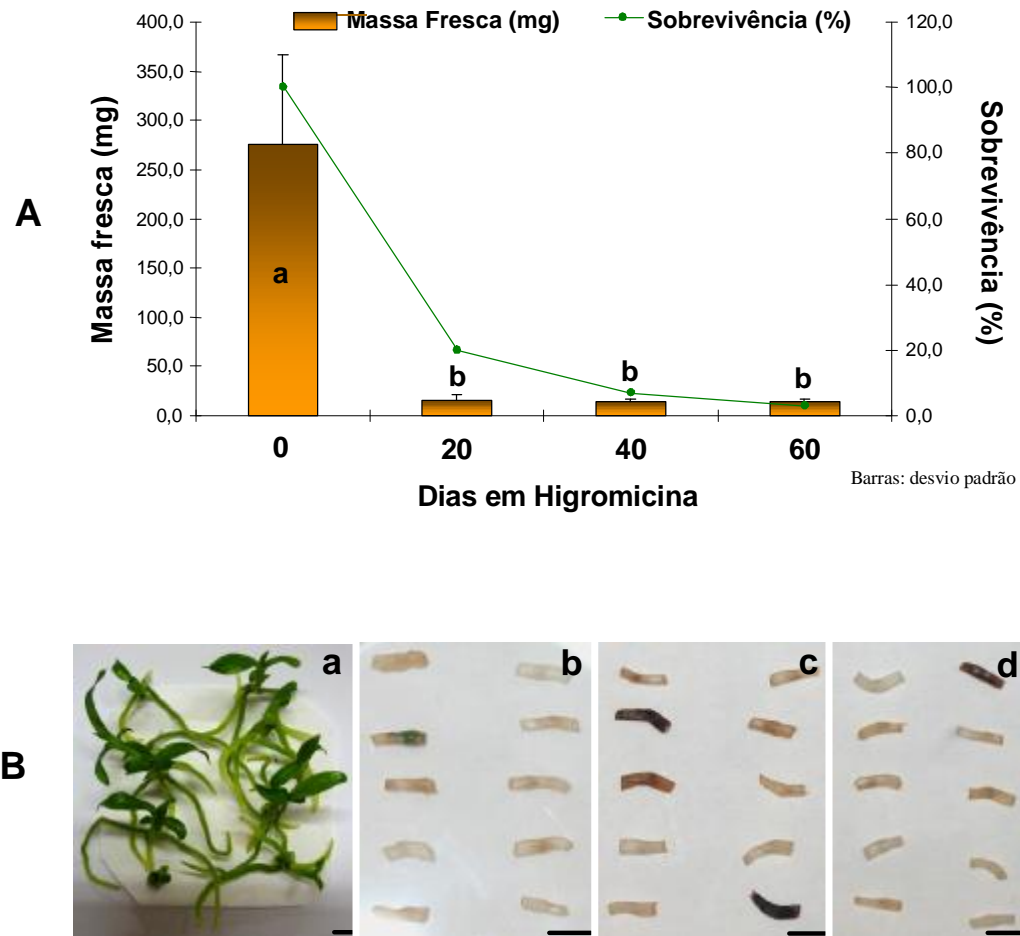 Massa Fresca (mg)
Sobrevivência (%)
400,0
350,0
300,0
250,0
200,0
150,0
100,0
50,0
0,0
Massa fresca (mg)
120,0
100,0
80,0
60,0
40,0
20,0
0,0
Sobrevivência (%)
A
a
b
b
b
0 20 40 60
Dias em Higromicina
Barras: desvio padrão
B
a
b
c
d